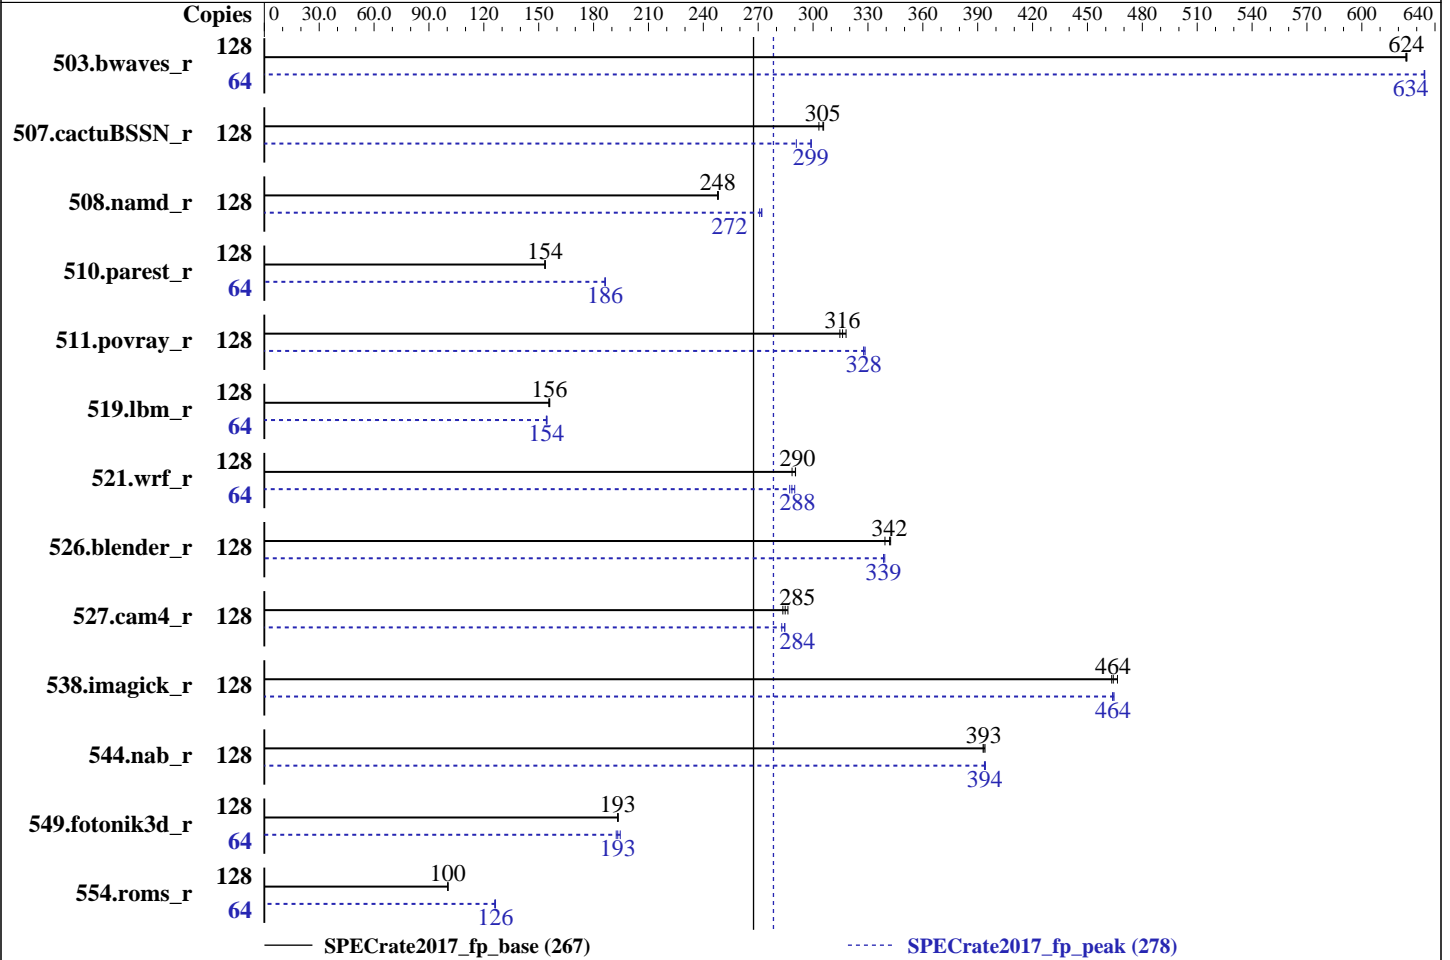 Copies 0 30.0 60.0 90.0 120 150 180 210 240 270 300 330 360 390 420 450 480 510 540 570 600 640
503.bwaves_r 128 624
64 634
507.cactuBSSN_r 128 305
299
508.namd_r 128 248
272
510.parest_r 128 154
64 186
511.povray_r 128 316
328
519.lbm_r 128 156
64 154
521.wrf_r 128 290
64 288
526.blender_r 128 342
339
527.cam4_r 128 285
284
538.imagick_r 128 464
464
544.nab_r 128 393
394
549.fotonik3d_r 128 193
64 193
554.roms_r 128 100
64 126
SPECrate2017_fp_base (267) SPECrate2017_fp_peak (278)